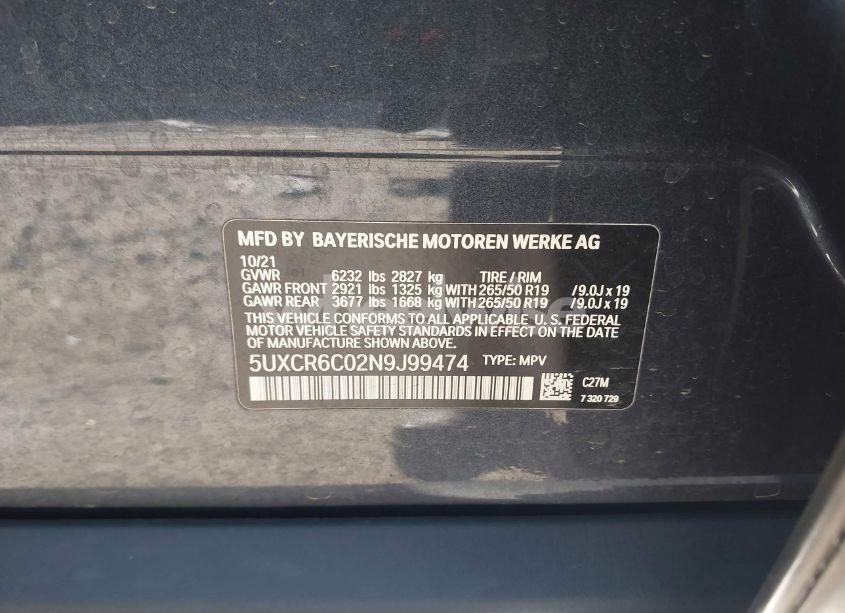 MFD BY BAYERISCHE MOTOREN WERKE AG
10/21
GVWR 6232 lbs 2827 kg TIRE / RIM
GAWR FRONT 2921 lbs 1325 kg WITH 265/50 R19 /9.0J x 19
GAWR REAR 3677 lbs 1668 kg WITH 265/50 R19 /9.0J x 19
THIS VEHICLE CONFORMS TO ALL APPLICABLE U. S. FEDERAL
MOTOR VEHICLE SAFETY STANDARDS IN EFFECT ON THE DATE
OF MANUFACTURE SHOWN ABOVE.
5UXCR6C02N9J99474 TYPE: MPV
C27M
7 320 729